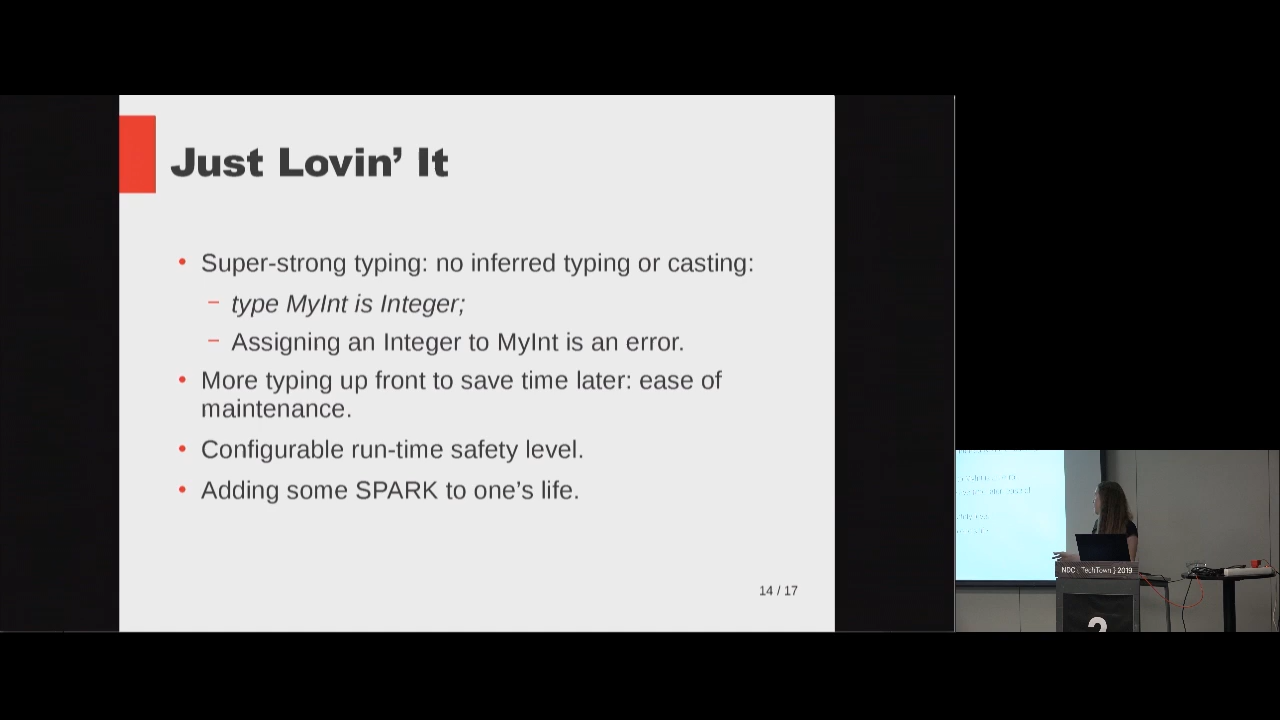 Just Lovin’ It
• Super-strong typing: no inferred typing or casting:
– type MyInt is Integer;
– Assigning an Integer to MyInt is an error.
• More typing up front to save time later: ease of
maintenance.
• Configurable run-time safety level.
• Adding some SPARK to one’s life.
14 / 17
NDC { TechTown } 2019
2